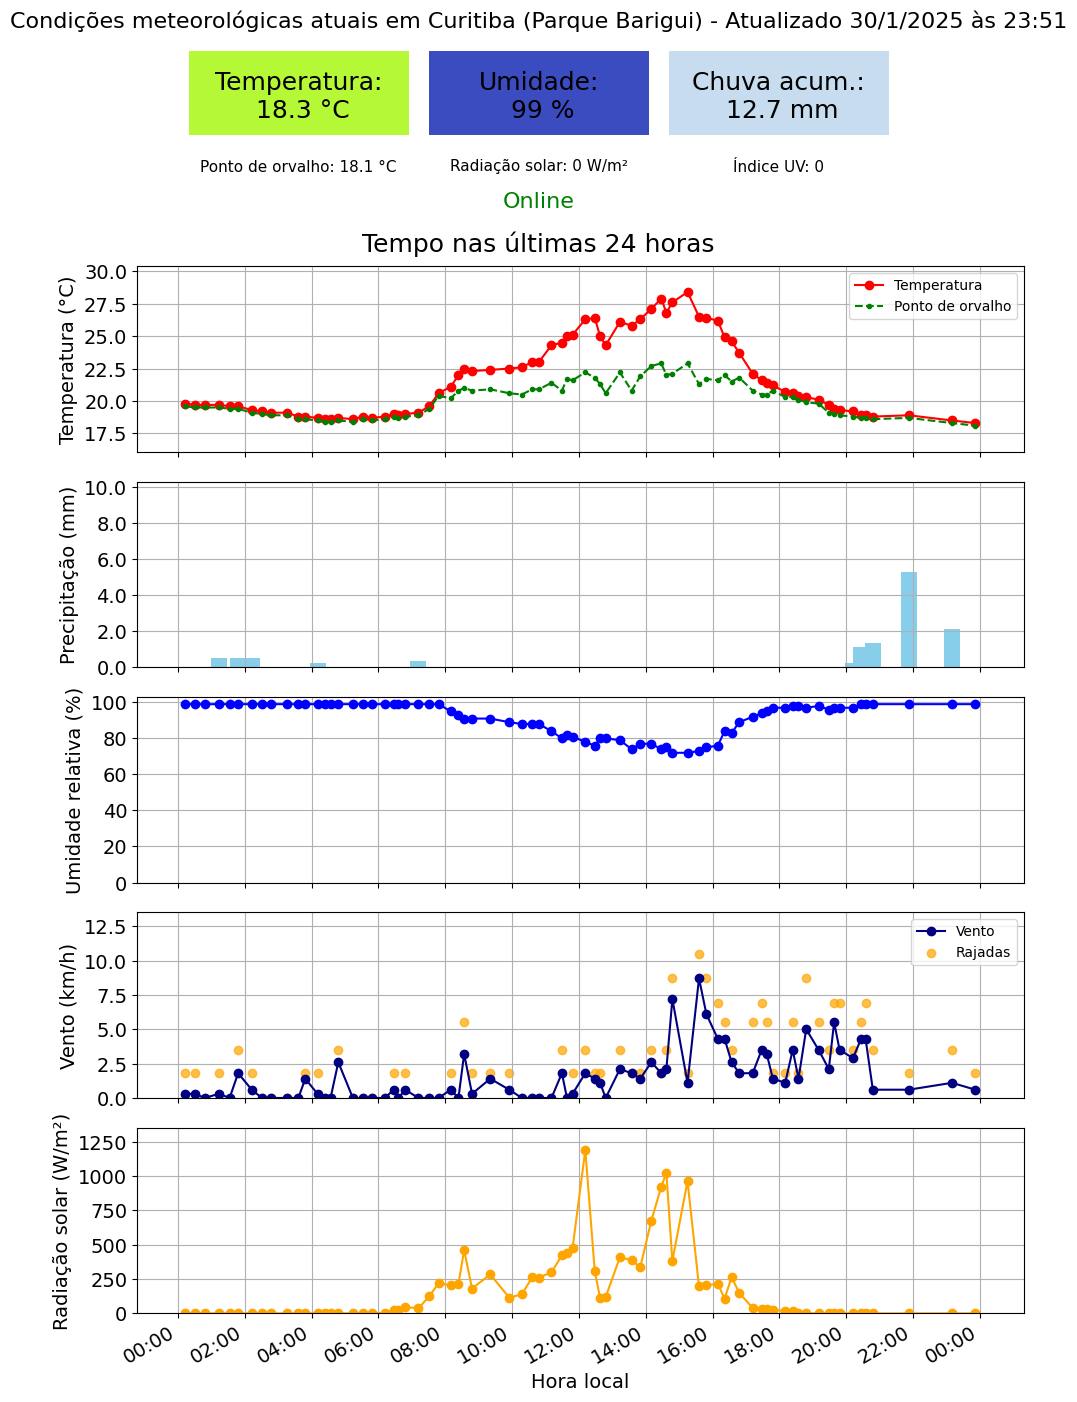 Condições meteorológicas atuais em Curitiba (Parque Barigui) - Atualizado 30/1/2025 às 23:51
Temperatura:
18.3 °C
Umidade:
99 %
Chuva acum.:
12.7 mm
Ponto de orvalho: 18.1 °C
Radiação solar: 0 W/m²
Índice UV: 0
Online
Tempo nas últimas 24 horas
Temperatura (°C)
30.0
27.5
25.0
22.5
20.0
17.5
Temperatura
Ponto de orvalho
Precipitação (mm)
10.0
8.0
6.0
4.0
2.0
0.0
Umidade relativa (%)
100
80
60
40
20
0
Vento (km/h)
12.5
10.0
7.5
5.0
2.5
0.0
Vento
Rajadas
Radiação solar (W/m²)
1250
1000
750
500
250
0
00:00
02:00
04:00
06:00
08:00
10:00
12:00
14:00
16:00
18:00
20:00
22:00
00:00
Hora local